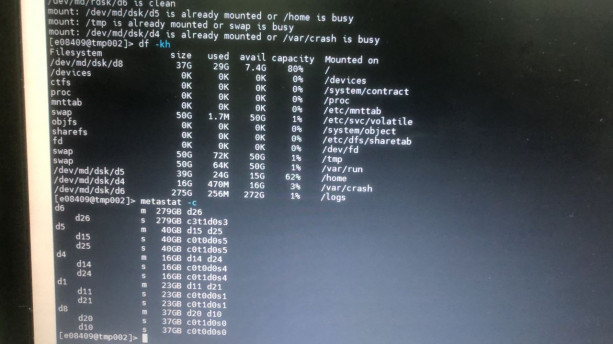 /dev/md/rdsk/d6 is clean
mount: /dev/md/dsk/d5 is already mounted or /home is busy
mount: /tmp is already mounted or swap is busy
mount: /dev/md/dsk/d4 is already mounted or /var/crash is busy
[e08409@tmp002]> df -kh
Filesystem size used avail capacity Mounted on
/dev/md/dsk/d8 37G 29G 7.4G 80% /
/devices 0K 0K 0K 0% /devices
ctfs 0K 0K 0K 0% /system/contract
proc 0K 0K 0K 0% /proc
mnttab 0K 0K 0K 0% /etc/mnttab
swap 50G 1.7M 50G 1% /etc/svc/volatile
objfs 0K 0K 0K 0% /system/object
sharefs 0K 0K 0K 0% /etc/dfs/sharetab
fd 0K 0K 0K 0% /dev/fd
swap 50G 72K 50G 1% /tmp
swap 50G 64K 50G 1% /var/run
/dev/md/dsk/d5 39G 24G 15G 62% /home
/dev/md/dsk/d4 16G 470M 16G 3% /var/crash
/dev/md/dsk/d6 275G 256M 272G 1% /logs
[e08409@tmp002]> metastat -c
d6 m 279GB d26
d26 s 279GB c3t1d0s3
d5 m 40GB d15 d25
d15 s 40GB c0t0d0s5
d25 s 40GB c0t1d0s5
d4 m 16GB d14 d24
d14 s 16GB c0t0d0s4
d24 s 16GB c0t1d0s4
d1 m 23GB d11 d21
d11 s 23GB c0t0d0s1
d21 s 23GB c0t1d0s1
d8 m 37GB d20 d10
d20 s 37GB c0t1d0s0
d10 s 37GB c0t0d0s0
[e08409@tmp002]>